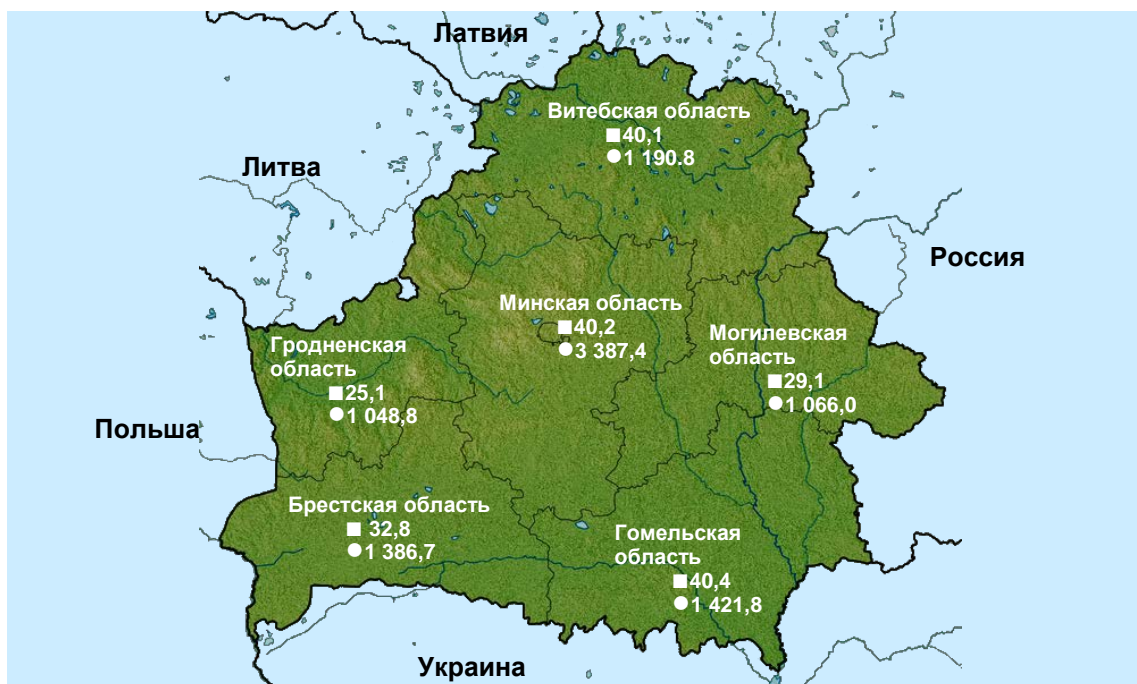 Латвия
Витебская область
■40,1
●1 190.8
Литва
Россия
Минская область
■40,2
●3 387,4
Могилевская
область
■29,1
●1 066,0
Гродненская
область
■25,1
●1 048,8
Польша
Брестская область
■ 32,8
●1 386,7
Гомельская
область
■40,4
●1 421,8
Украина